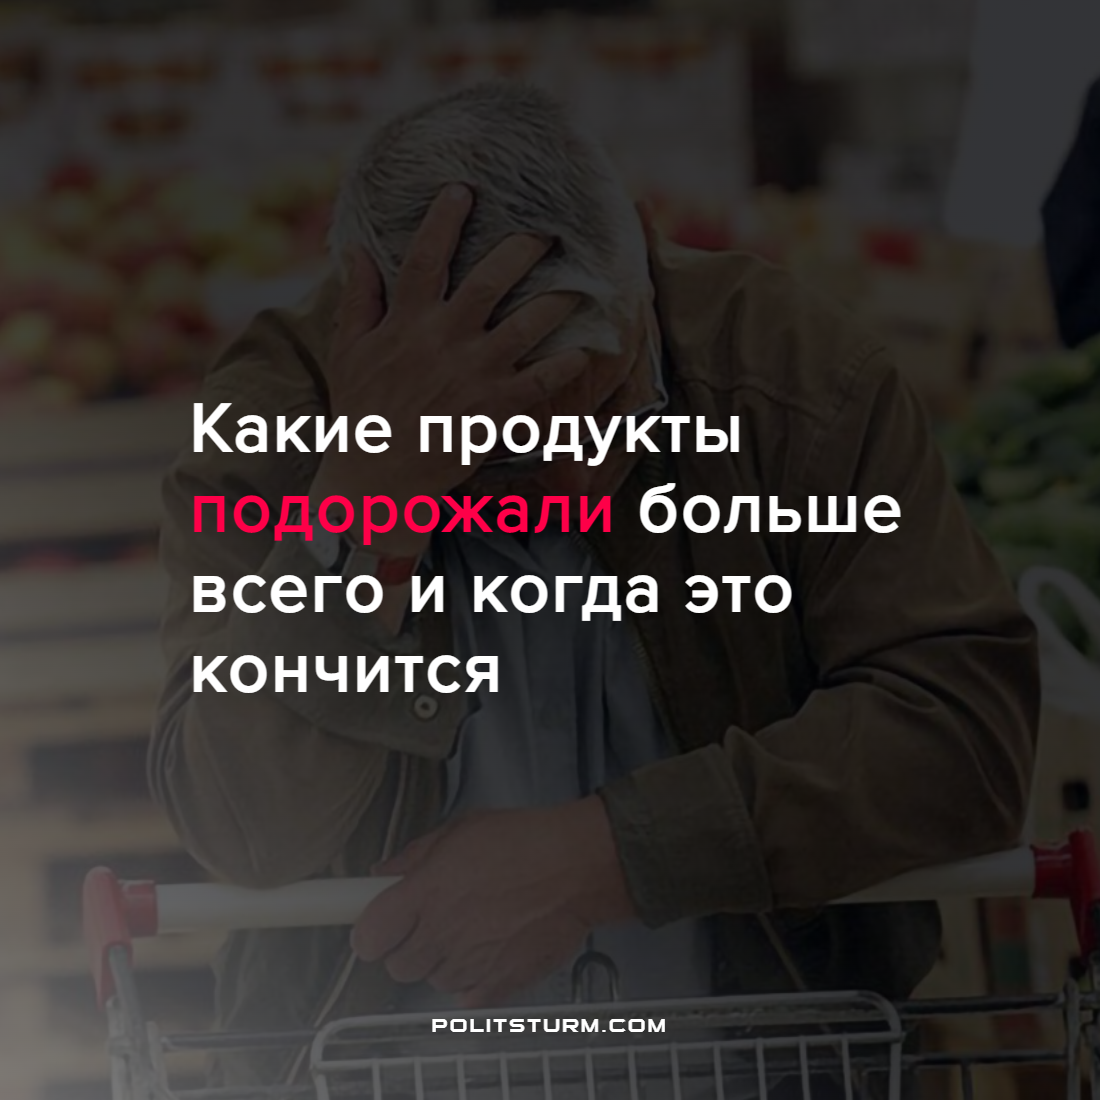 Какие продукты
подорожали больше
всего и когда это
кончится
POLITSTURM.COM